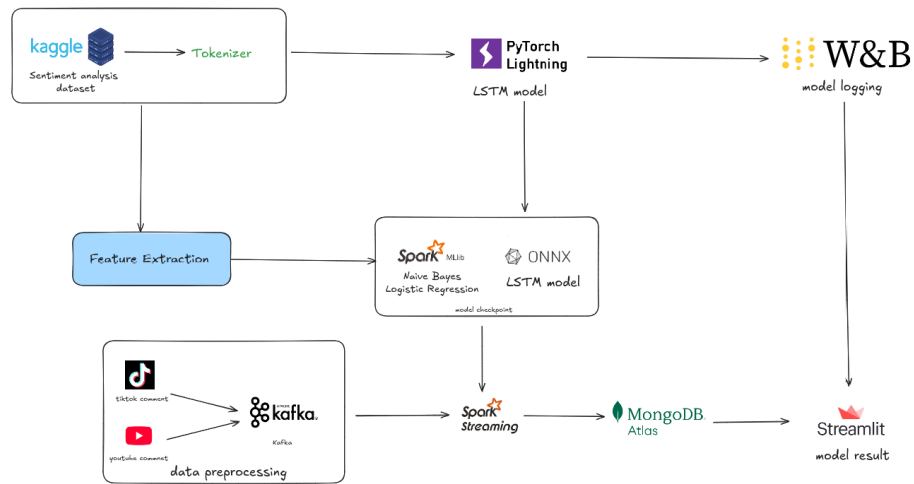 kaggle
Sentiment analysis
dataset
Tokenizer
PyTorch
Lightning
LSTM model
W&B
model logging
Feature Extraction
Spark MLlib
Naive Bayes
Logistic Regression
ONNX
LSTM model
model checkpoint
tiktok comment
youtube commnet
kafka
Kafka
data preprocessing
Spark
Streaming
MongoDB.
Atlas
Streamlit
model result